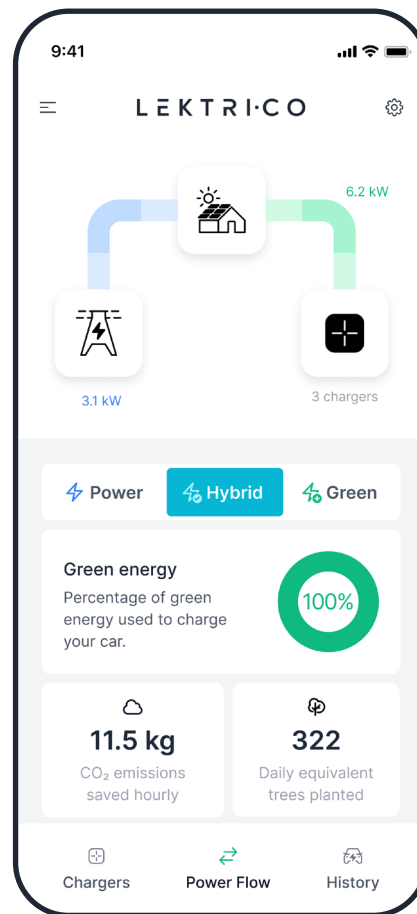 9:41
LEKTRI·CO
6.2 kW
3.1 kW
3 chargers
Power
Hybrid
Green
Green energy
Percentage of green
energy used to charge
your car.
100%
11.5 kg
CO₂ emissions
saved hourly
322
Daily equivalent
trees planted
Chargers
Power Flow
History